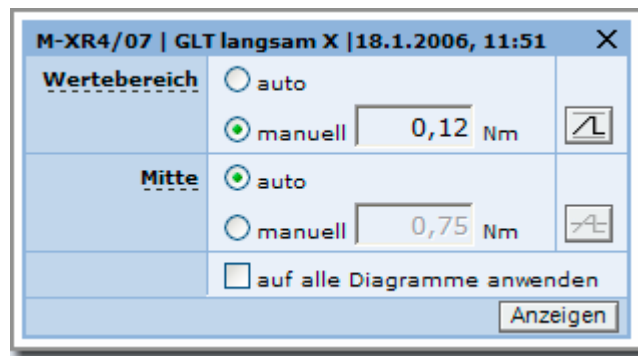 M-XR4/07 | GLT langsam X |18.1.2006, 11:51
Wertebereich auto
manuell 0,12 Nm
Mitte auto
manuell 0,75 Nm
auf alle Diagramme anwenden
Anzeigen